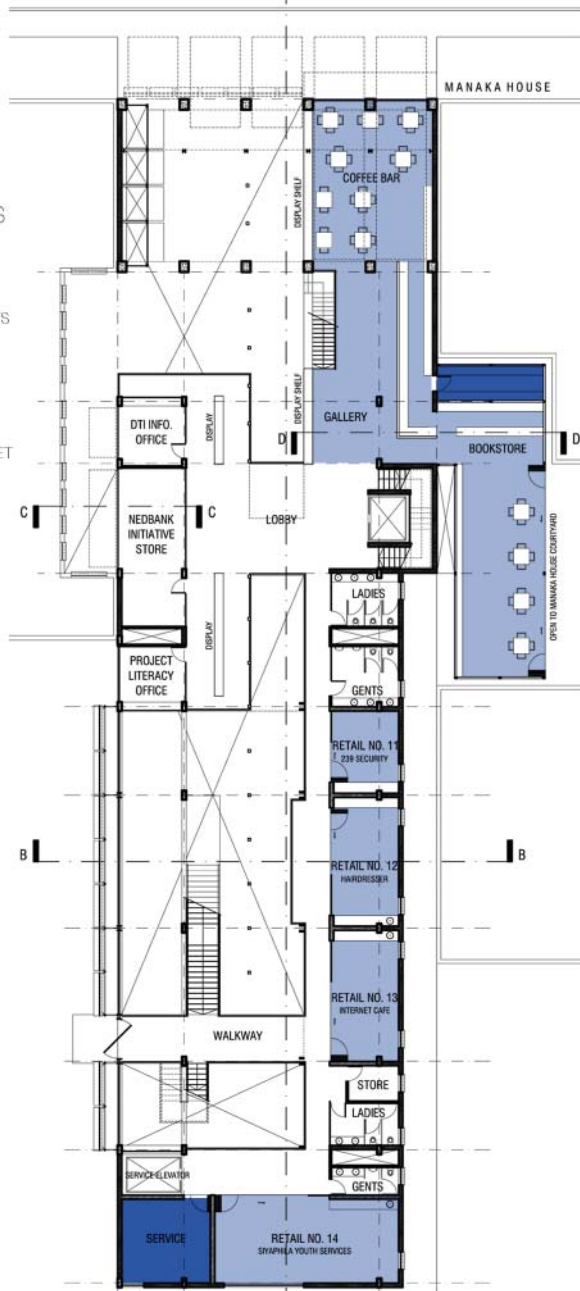 MANAKA HOUSE
COFFEE BAR
DISPLAY SHELF
S
TS
DISPLAY SHELF
GALLERY
DTI INFO.
OFFICE
DISPLAY
D
D
BOOKSTORE
ET
C
C
NEDBANK
INITIATIVE
STORE
LOBBY
OPEN TO MANAKA HOUSE COURTYARD
LADIES
DISPLAY
PROJECT
LITERACY
OFFICE
GENTS
RETAIL NO. 11
239 SECURITY
B
B
RETAIL NO. 12
HAIRDRESSER
RETAIL NO. 13
INTERNET CAFE
WALKWAY
STORE
LADIES
SERVICE ELEVATOR
GENTS
SERVICE
RETAIL NO. 14
SIYAPHILA YOUTH SERVICES